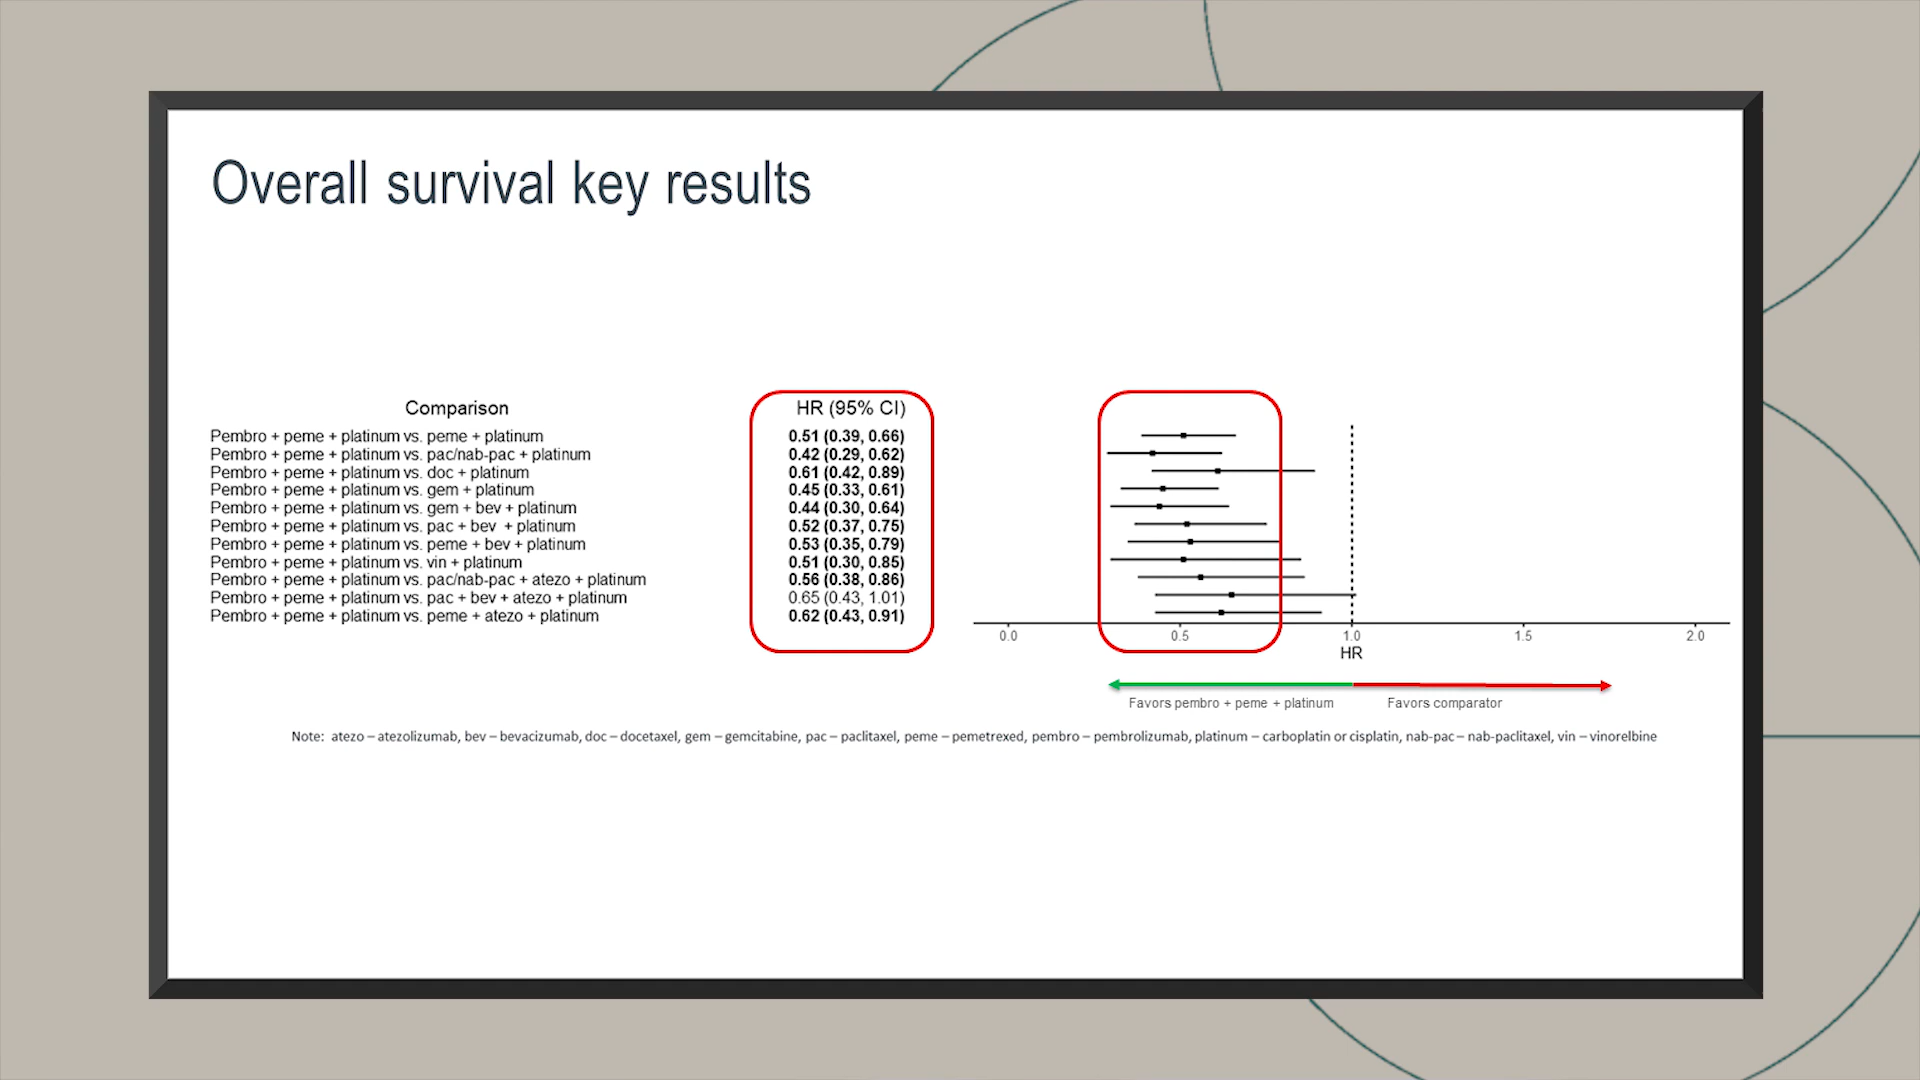 Overall survival key results
Comparison HR (95% CI)
Pembro + peme + platinum vs. peme + platinum 0.51 (0.39, 0.66)
Pembro + peme + platinum vs. pac/nab-pac + platinum 0.42 (0.29, 0.62)
Pembro + peme + platinum vs. doc + platinum 0.61 (0.42, 0.89)
Pembro + peme + platinum vs. gem + platinum 0.45 (0.33, 0.61)
Pembro + peme + platinum vs. gem + bev + platinum 0.44 (0.30, 0.64)
Pembro + peme + platinum vs. pac + bev + platinum 0.52 (0.37, 0.75)
Pembro + peme + platinum vs. peme + bev + platinum 0.53 (0.35, 0.79)
Pembro + peme + platinum vs. vin + platinum 0.51 (0.30, 0.85)
Pembro + peme + platinum vs. pac/nab-pac + atezo + platinum 0.56 (0.38, 0.86)
Pembro + peme + platinum vs. pac + bev + atezo + platinum 0.65 (0.43, 1.01)
Pembro + peme + platinum vs. peme + atezo + platinum 0.62 (0.43, 0.91)
0.0 0.5 1.0 1.5 2.0
HR
Favors pembro + peme + platinum Favors comparator
Note: atezo – atezolizumab, bev – bevacizumab, doc – docetaxel, gem – gemcitabine, pac – paclitaxel, peme – pemetrexed, pembro – pembrolizumab, platinum – carboplatin or cisplatin, nab-pac – nab-paclitaxel, vin – vinorelbine